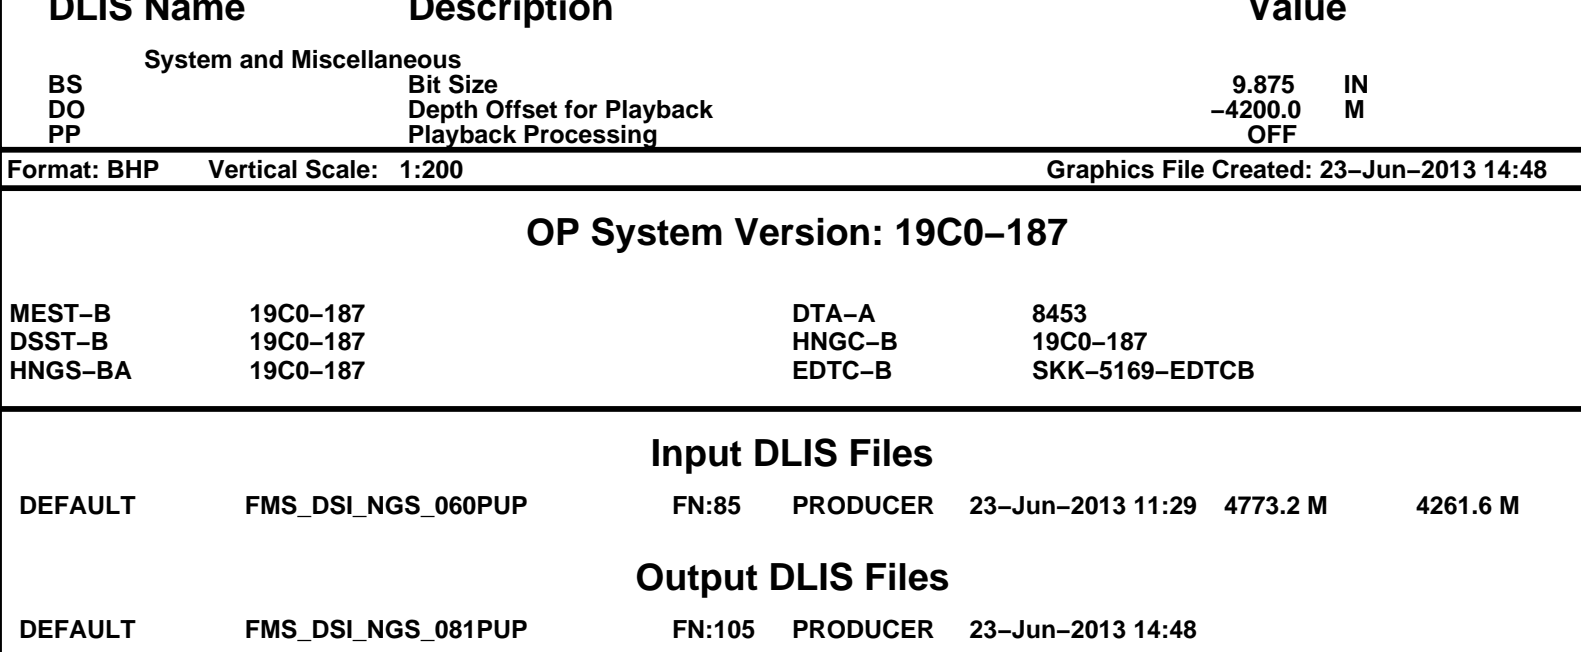 DLIS Name Description Value
System and Miscellaneous
BS Bit Size 9.875 IN
DO Depth Offset for Playback −4200.0 M
PP Playback Processing OFF
Format: BHP Vertical Scale: 1:200 Graphics File Created: 23−Jun−2013 14:48
OP System Version: 19C0−187
MEST−B 19C0−187 DTA−A 8453
DSST−B 19C0−187 HNGC−B 19C0−187
HNGS−BA 19C0−187 EDTC−B SKK−5169−EDTCB
Input DLIS Files
DEFAULT FMS_DSI_NGS_060PUP FN:85 PRODUCER 23−Jun−2013 11:29 4773.2 M 4261.6 M
Output DLIS Files
DEFAULT FMS_DSI_NGS_081PUP FN:105 PRODUCER 23−Jun−2013 14:48